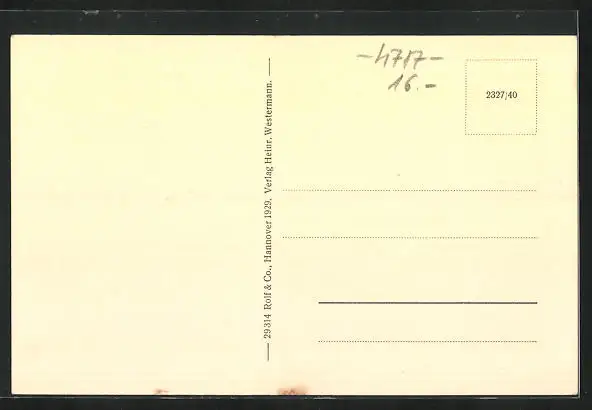 -4717-
16.-
2327/40
29314 Rolf & Co., Hannover 1929. Verlag Heinr. Westermann.